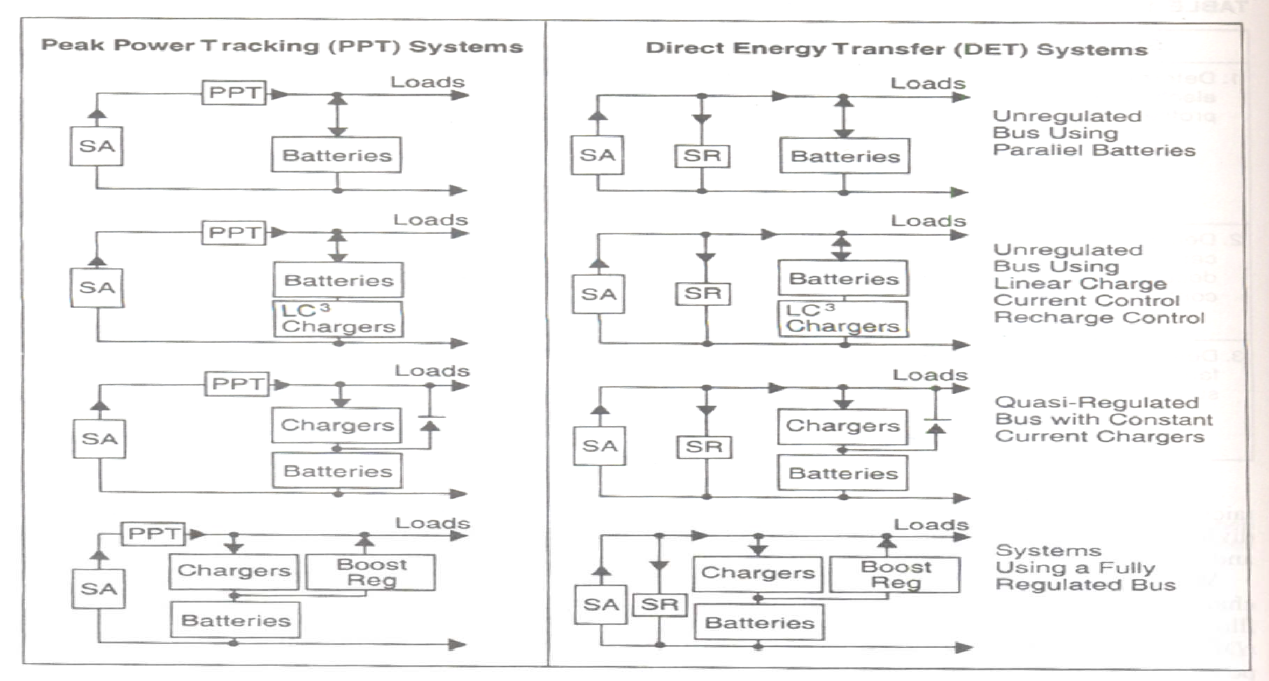 Peak Power Tracking (PPT) Systems
PPT
Loads
SA
Batteries
PPT
Loads
SA
Batteries
LC³
Chargers
PPT
Loads
SA
Chargers
Batteries
PPT
Loads
SA
Chargers
Boost
Reg
Batteries
Direct Energy Transfer (DET) Systems
Loads
SA
SR
Batteries
Unregulated
Bus Using
Paraliel Batteries
Loads
SA
SR
Batteries
LC³
Chargers
Unregulated
Bus Using
Linear Charge
Current Control
Recharge Control
Loads
SA
SR
Chargers
Batteries
Quasi-Regulated
Bus with Constant
Current Chargers
Loads
SA
SR
Chargers
Boost
Reg
Batteries
Systems
Using a Fully
Regulated Bus